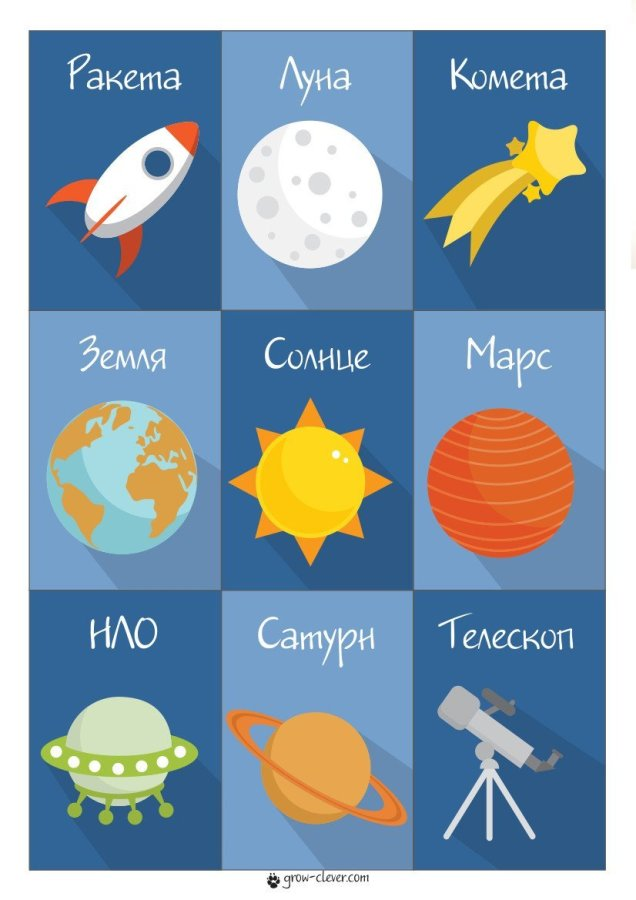 Ракета
Луна
Комета
Земля
Солнце
Марс
НЛО
Сатурн
Телескоп
grow-clever.com